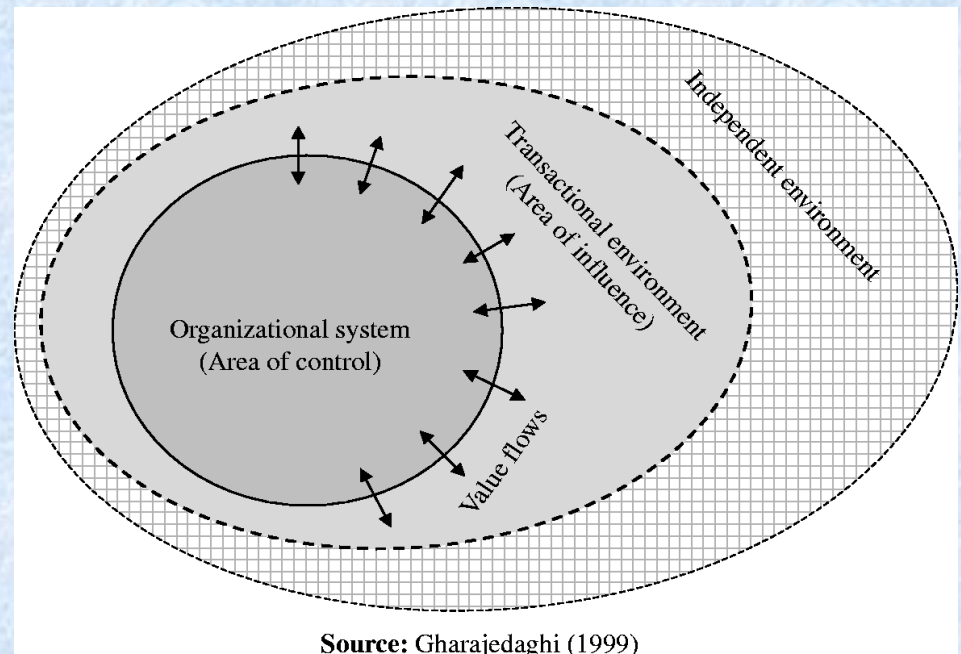 Independent environment
Transactional environment
(Area of influence)
Organizational system
(Area of control)
Value flows
Source: Gharajedaghi (1999)